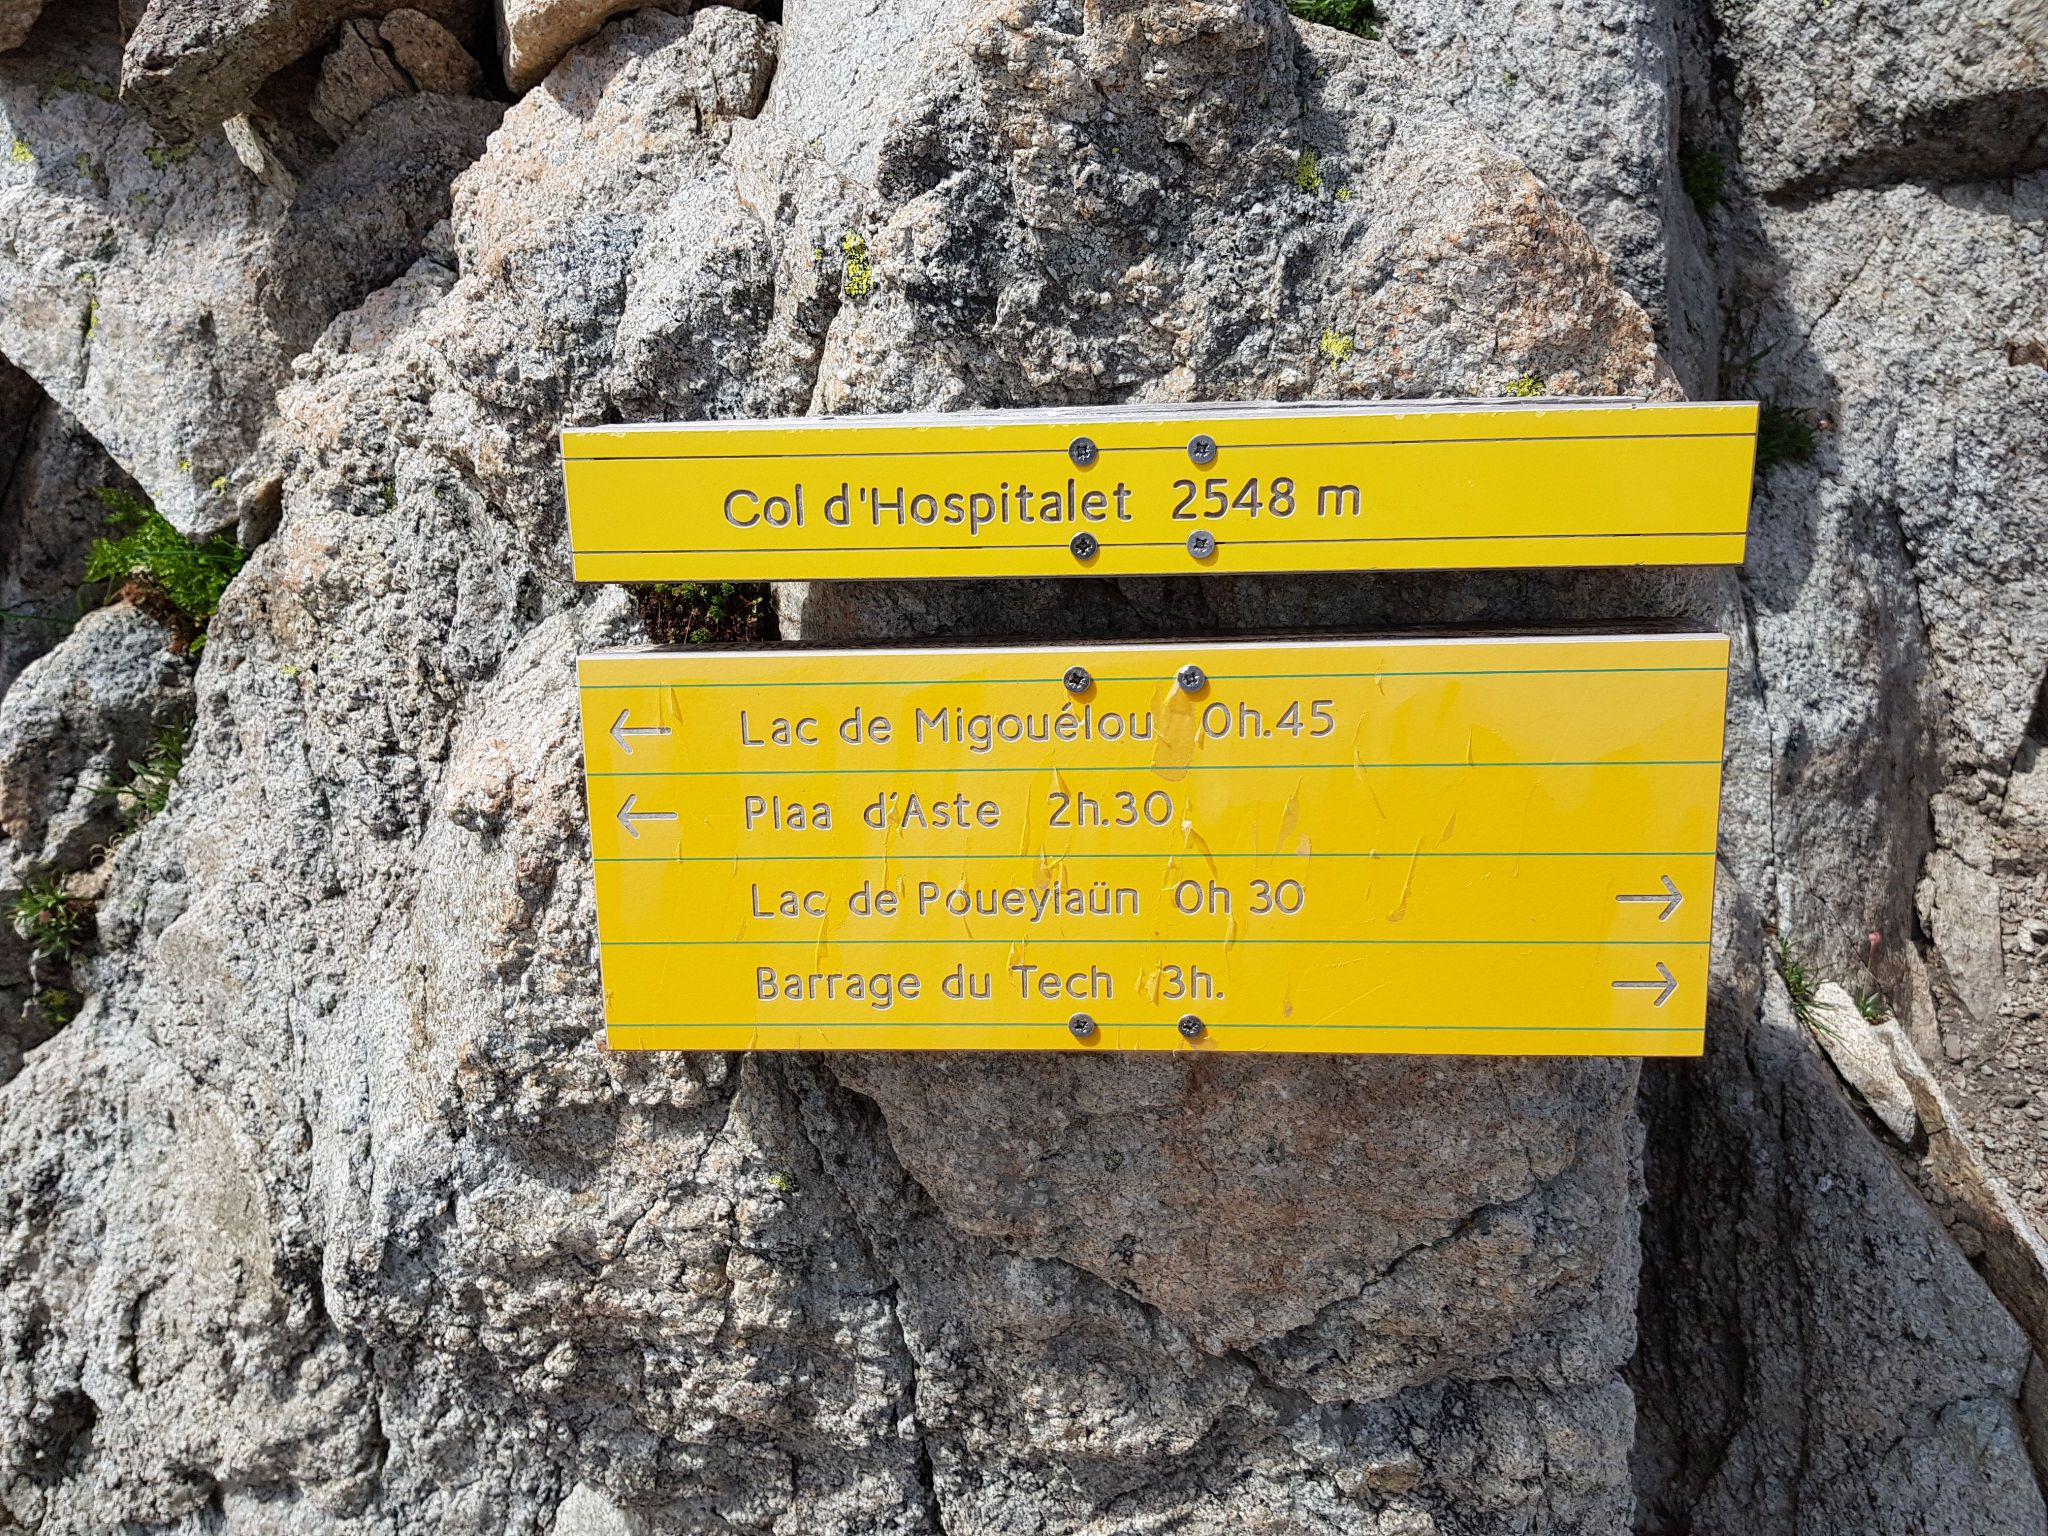 Col d'Hospitalet 2548 m
← Lac de Migouélou 0h.45
← Plaa d'Aste 2h.30
Lac de Poueylaün 0h 30 →
Barrage du Tech 3h. →